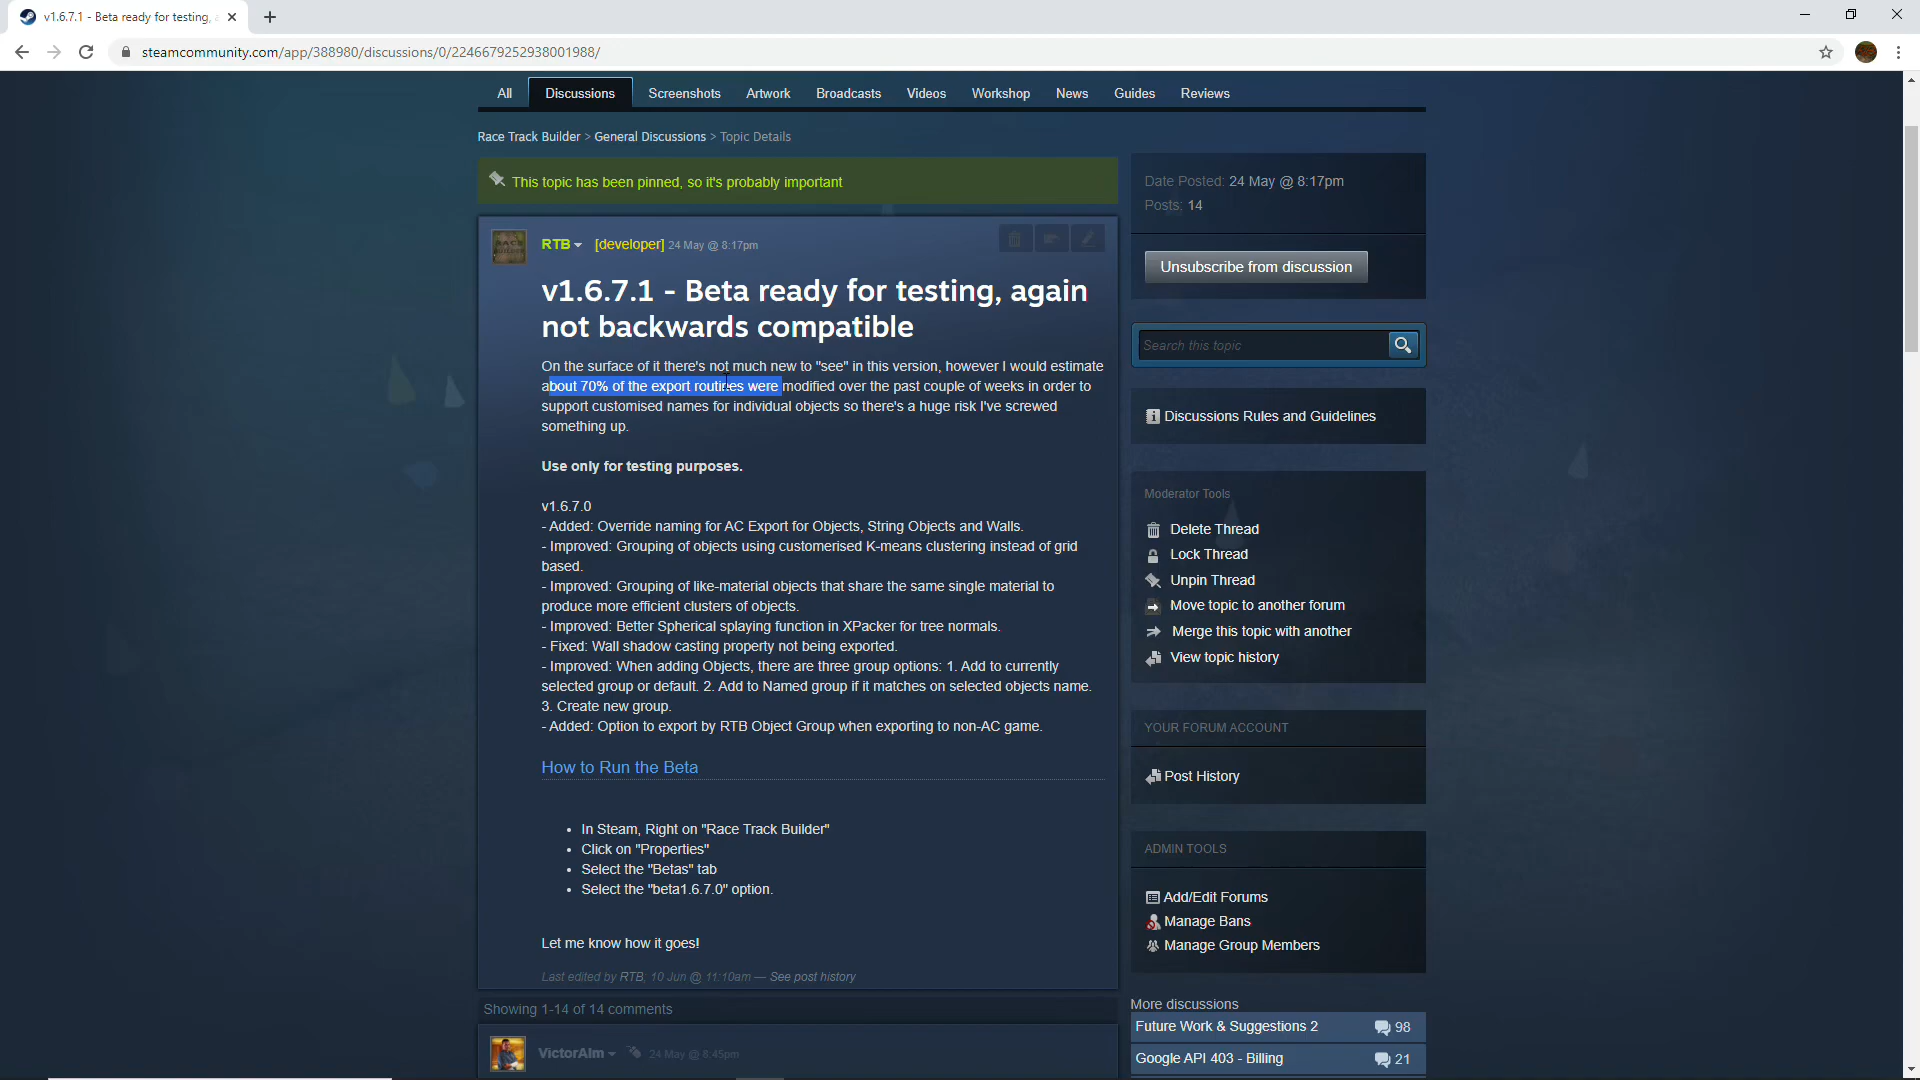 v1.6.7.1 - Beta ready for testing, a
steamcommunity.com/app/388980/discussions/0/2246679252938001988/
All Discussions Screenshots Artwork Broadcasts Videos Workshop News Guides Reviews
Race Track Builder > General Discussions > Topic Details
This topic has been pinned, so it's probably important
RTB [developer] 24 May @ 8:17pm
v1.6.7.1 - Beta ready for testing, again
not backwards compatible
On the surface of it there's not much new to "see" in this version, however I would estimate
about 70% of the export routines were modified over the past couple of weeks in order to
support customised names for individual objects so there's a huge risk I've screwed
something up.
Use only for testing purposes.
v1.6.7.0
- Added: Override naming for AC Export for Objects, String Objects and Walls.
- Improved: Grouping of objects using customerised K-means clustering instead of grid
based.
- Improved: Grouping of like-material objects that share the same single material to
produce more efficient clusters of objects.
- Improved: Better Spherical splaying function in XPacker for tree normals.
- Fixed: Wall shadow casting property not being exported.
- Improved: When adding Objects, there are three group options: 1. Add to currently
selected group or default. 2. Add to Named group if it matches on selected objects name.
3. Create new group.
- Added: Option to export by RTB Object Group when exporting to non-AC game.
How to Run the Beta
• In Steam, Right on "Race Track Builder"
• Click on "Properties"
• Select the "Betas" tab
• Select the "beta1.6.7.0" option.
Let me know how it goes!
Last edited by RTB, 10 Jun @ 11:10am — See post history
Showing 1-14 of 14 comments
VictorAlm 24 May @ 8:45pm
Date Posted: 24 May @ 8:17pm
Posts: 14
Unsubscribe from discussion
Search this topic
Discussions Rules and Guidelines
Moderator Tools
Delete Thread
Lock Thread
Unpin Thread
Move topic to another forum
Merge this topic with another
View topic history
YOUR FORUM ACCOUNT
Post History
ADMIN TOOLS
Add/Edit Forums
Manage Bans
Manage Group Members
More discussions
Future Work & Suggestions 2 98
Google API 403 - Billing 21